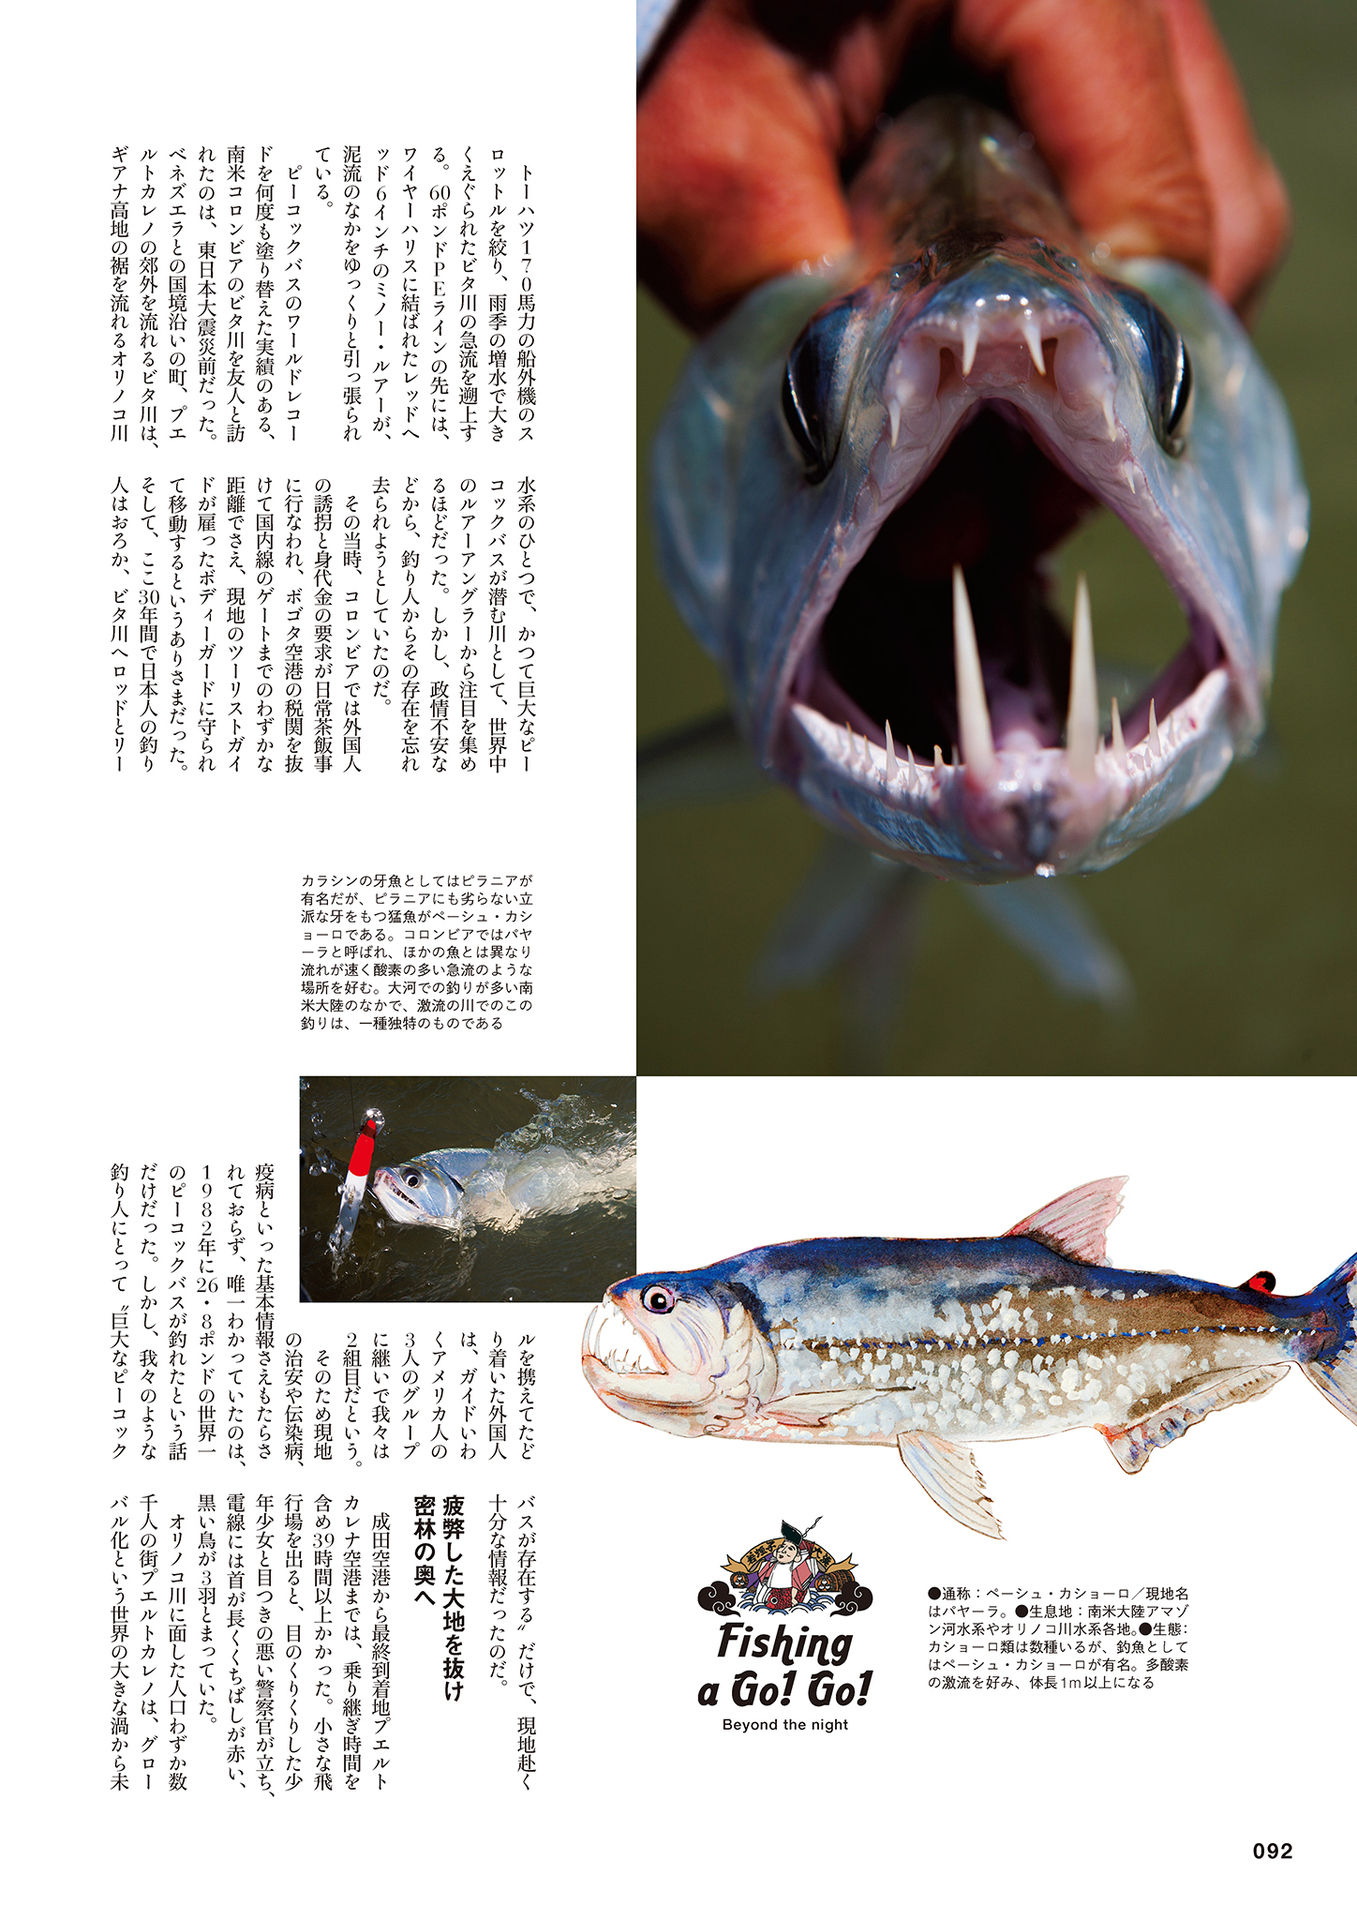 トーハツ170馬力の船外機のス
ロットルを絞り、雨季の増水で大き
くえぐられたビタ川の急流を遡上す
る。60ポンドPEラインの先には、
ワイヤーハリスに結ばれたレッドヘ
ッド6インチのミノー・ルアーが、
泥流のなかをゆっくりと引っ張られ
ている。
ピーコックバスのワールドレコー
ドを何度も塗り替えた実績のある、
南米コロンビアのビタ川を友人と訪
れたのは、東日本大震災前だった。
ベネズエラとの国境沿いの町、プエ
ルトカレノの郊外を流れるビタ川は、
ギアナ高地の裾を流れるオリノコ川
水系のひとつで、かつて巨大なピー
コックバスが潜む川として、世界中
のルアーアングラーから注目を集め
るほどだった。しかし、政情不安な
どから、釣り人からその存在を忘れ
去られようとしていたのだ。
その当時、コロンビアでは外国人
の誘拐と身代金の要求が日常茶飯事
に行なわれ、ボゴタ空港の税関を抜
けて国内線のゲートまでのわずかな
距離でさえ、現地のツーリストガイ
ドが雇ったボディーガードに守られ
て移動するというありさまだった。
そして、ここ30年間で日本人の釣り
人はおろか、ビタ川へロッドとリー
カラシンの牙魚としてはピラニアが
有名だが、ピラニアにも劣らない立
派な牙をもつ猛魚がペーシュ・カシ
ョーロである。コロンビアではパヤ
ーラと呼ばれ、ほかの魚とは異なり
流れが速く酸素の多い急流のような
場所を好む。大河での釣りが多い南
米大陸のなかで、激流の川でのこの
釣りは、一種独特のものである
ルを携えてたど
り着いた外国人
は、ガイドいわ
くアメリカ人の
3人のグループ
に継いで我々は
2組目だという。
そのため現地
の治安や伝染病、
疫病といった基本情報さえもたらさ
れておらず、唯一わかっていたのは、
1982年に26・8ポンドの世界一
のピーコックバスが釣れたという話
だけだった。しかし、我々のような
釣り人にとって〝巨大なピーコック
バスが存在する〟だけで、現地赴く
十分な情報だったのだ。
疲弊した大地を抜け
密林の奥へ
成田空港から最終到着地プエルト
カレナ空港までは、乗り継ぎ時間を
含め39時間以上かかった。小さな飛
行場を出ると、目のくりくりした少
年少女と目つきの悪い警察官が立ち、
電線には首が長くくちばしが赤い、
黒い鳥が3羽とまっていた。
オリノコ川に面した人口わずか数
千人の街プエルトカレノは、グロー
バル化という世界の大きな渦から未
Fishing
a Go! Go!
Beyond the night
●通称：ペーシュ・カショーロ／現地名
はパヤーラ。●生息地：南米大陸アマゾ
ン河水系やオリノコ川水系各地。●生態：
カショーロ類は数種いるが、釣魚として
はペーシュ・カショーロが有名。多酸素
の激流を好み、体長1m以上になる
092